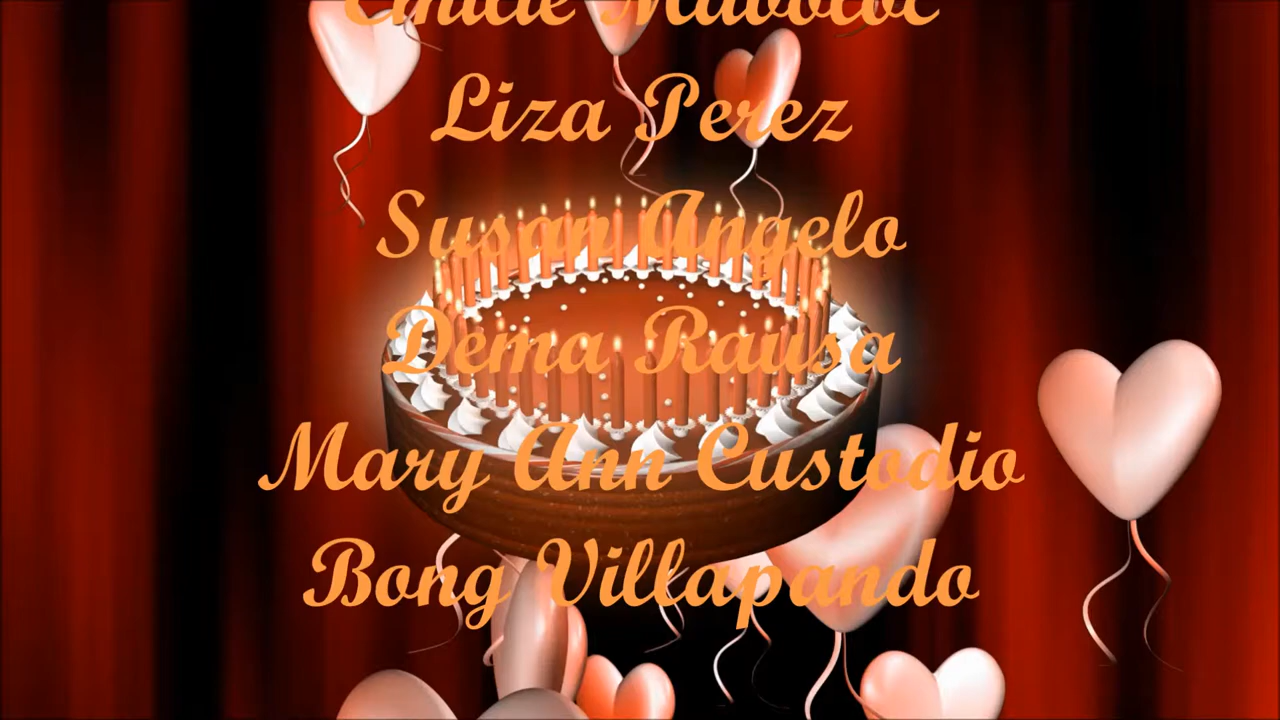 Liza Perez
Susan Angelo
Dema Rausa
Mary Ann Custodio
Bong Villapando